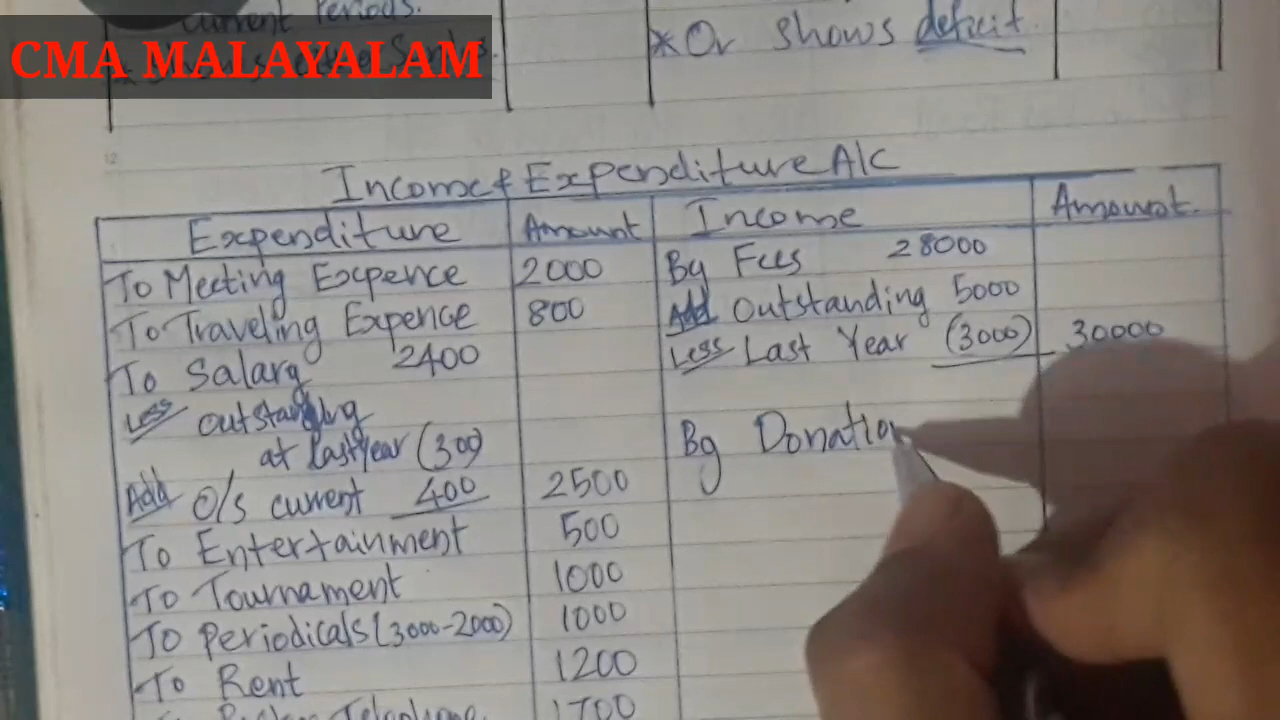 Current Periods.
CMA MALAYALAM
*Or shows deficit.
12
Income & Expenditure A/C
Expenditure Amount Income Amount.
To Meeting Expence 2000 By Fees 28000
To Traveling Expence 800 Add Outstanding 5000
To Salary 2400 Less Last Year (3000) 30000
Less Outstanding
at last year (300)
By Donation
Add O/s current 400 2500
To Entertainment 500
To Tournament 1000
To Periodicals (3000-2000) 1000
To Rent 1200
Telephone 1700